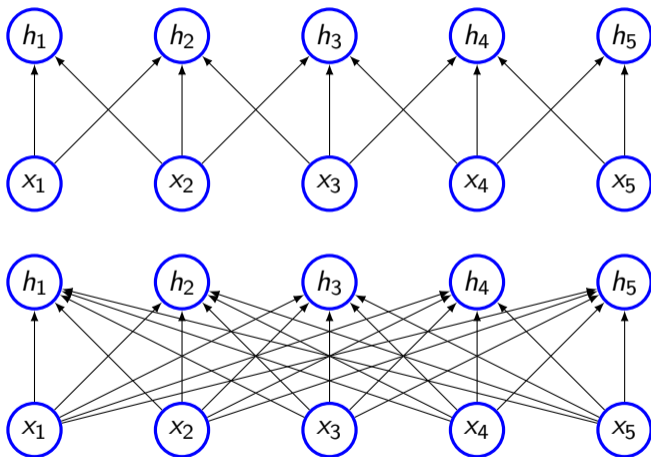 h₁ h₂ h₃ h₄ h₅
x₁ x₂ x₃ x₄ x₅
h₁ h₂ h₃ h₄ h₅
x₁ x₂ x₃ x₄ x₅